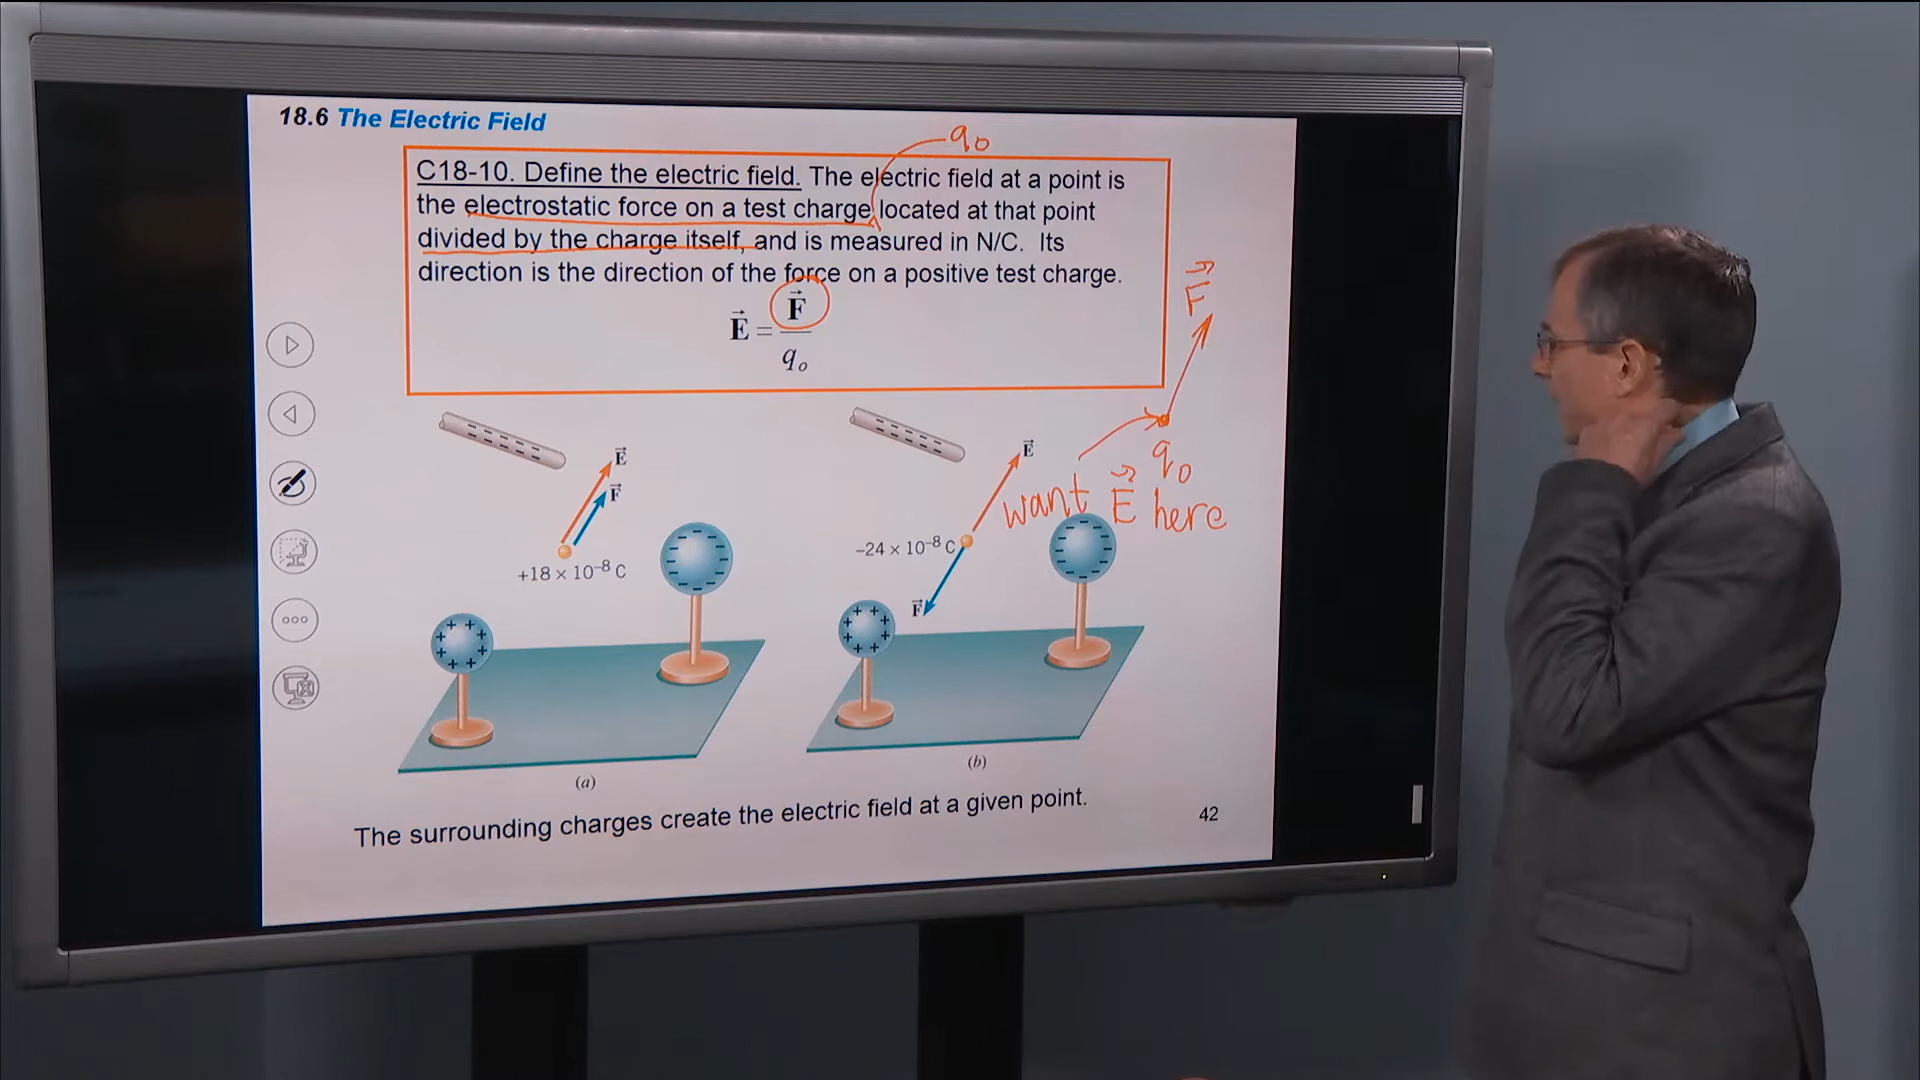 18.6 The Electric Field
q₀
C18-10. Define the electric field. The electric field at a point is
the electrostatic force on a test charge located at that point
divided by the charge itself, and is measured in N/C. Its
direction is the direction of the force on a positive test charge.
E⃗ = F⃗ / qₒ
F⃗
q₀
want E⃗ here
E⃗
F⃗
+18 × 10⁻⁸ C
(a)
E⃗
–24 × 10⁻⁸ C
F⃗
(b)
The surrounding charges create the electric field at a given point.
42